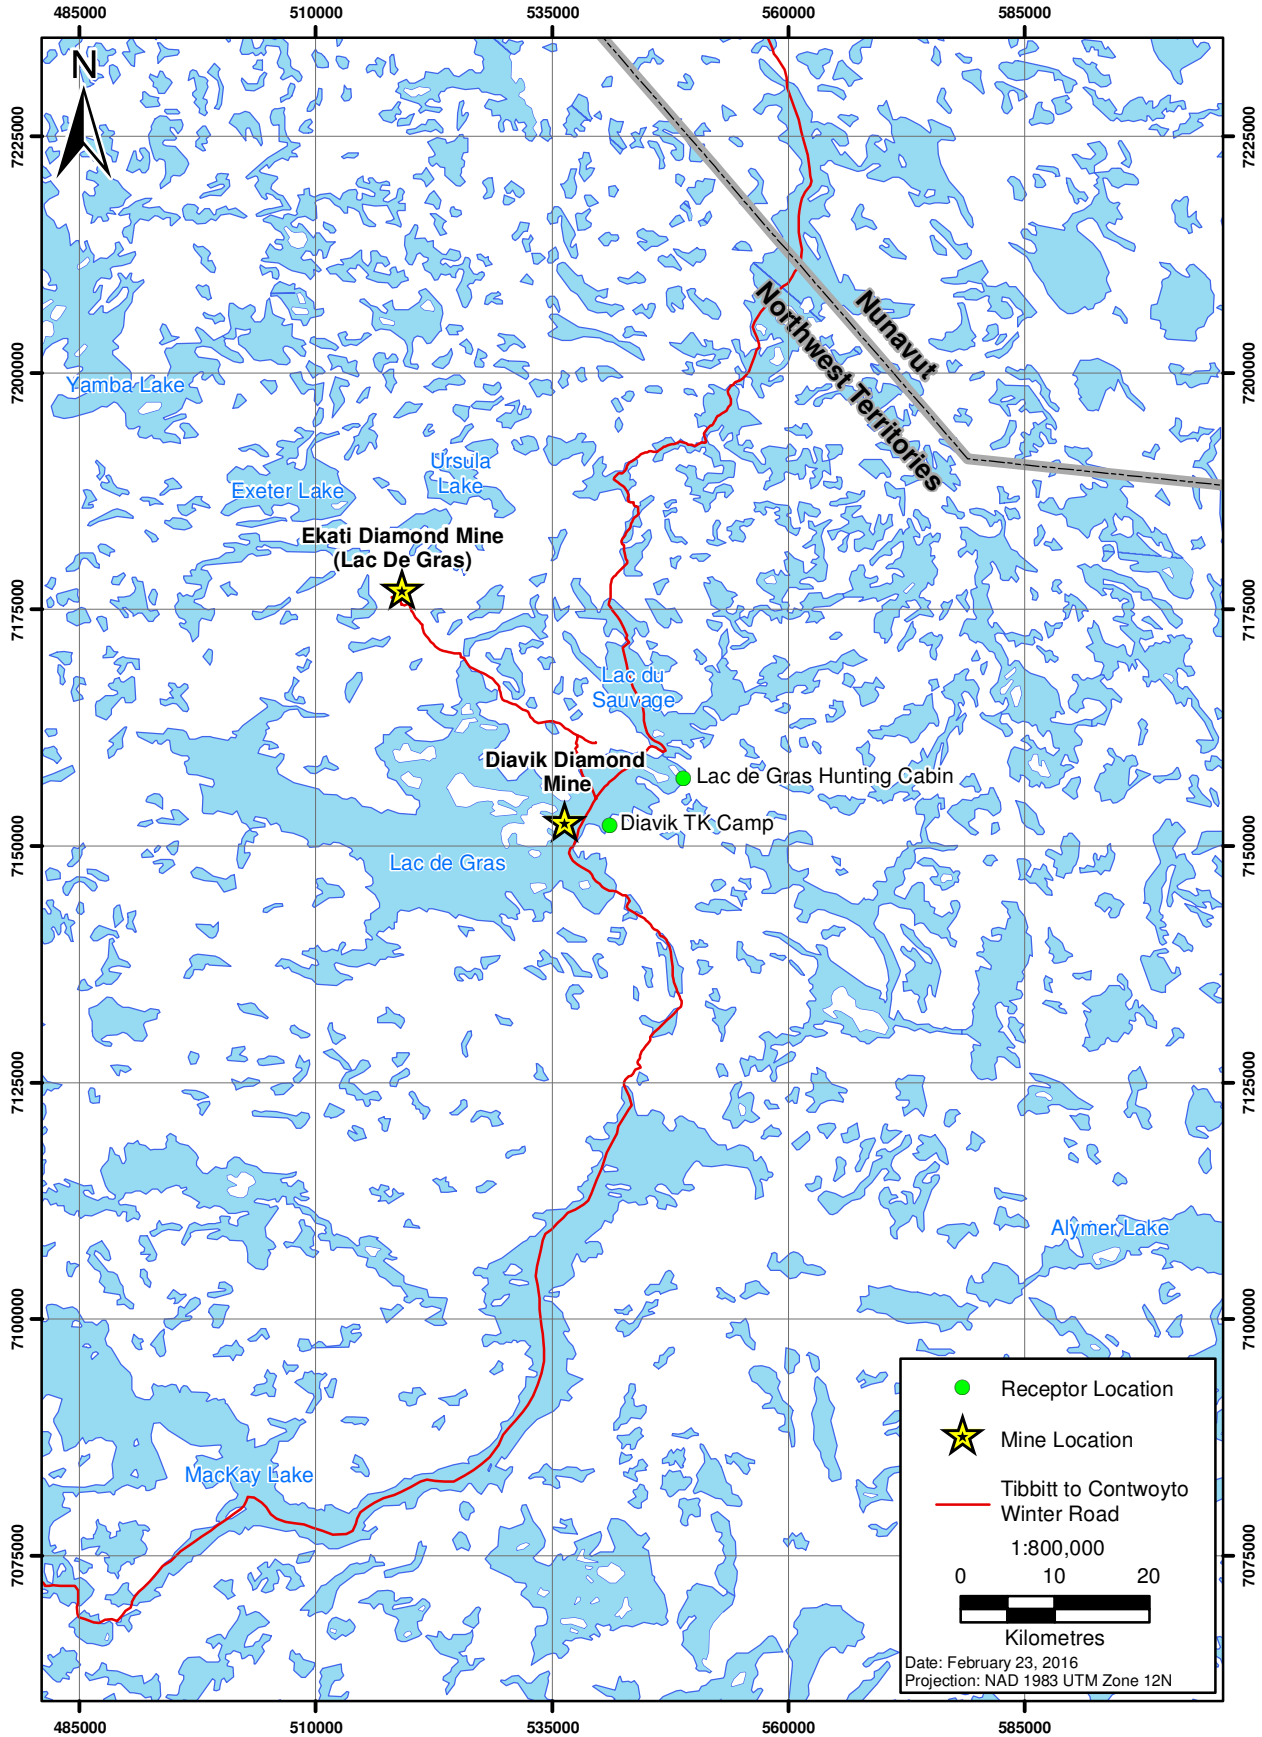 485000
510000
535000
560000
585000
N
7225000
7225000
Nunavut
Northwest Territories
7200000
7200000
Yamba Lake
Ursula
Lake
Exeter Lake
Ekati Diamond Mine
(Lac De Gras)
7175000
7175000
Lac du
Sauvage
Diavik Diamond
Mine
Lac de Gras Hunting Cabin
Diavik TK Camp
7150000
7150000
Lac de Gras
7125000
7125000
Alymer Lake
7100000
7100000
MacKay Lake
7075000
7075000
Receptor Location
Mine Location
Tibbitt to Contwoyto
Winter Road
1:800,000
0 10 20
Kilometres
Date: February 23, 2016
Projection: NAD 1983 UTM Zone 12N
485000
510000
535000
560000
585000